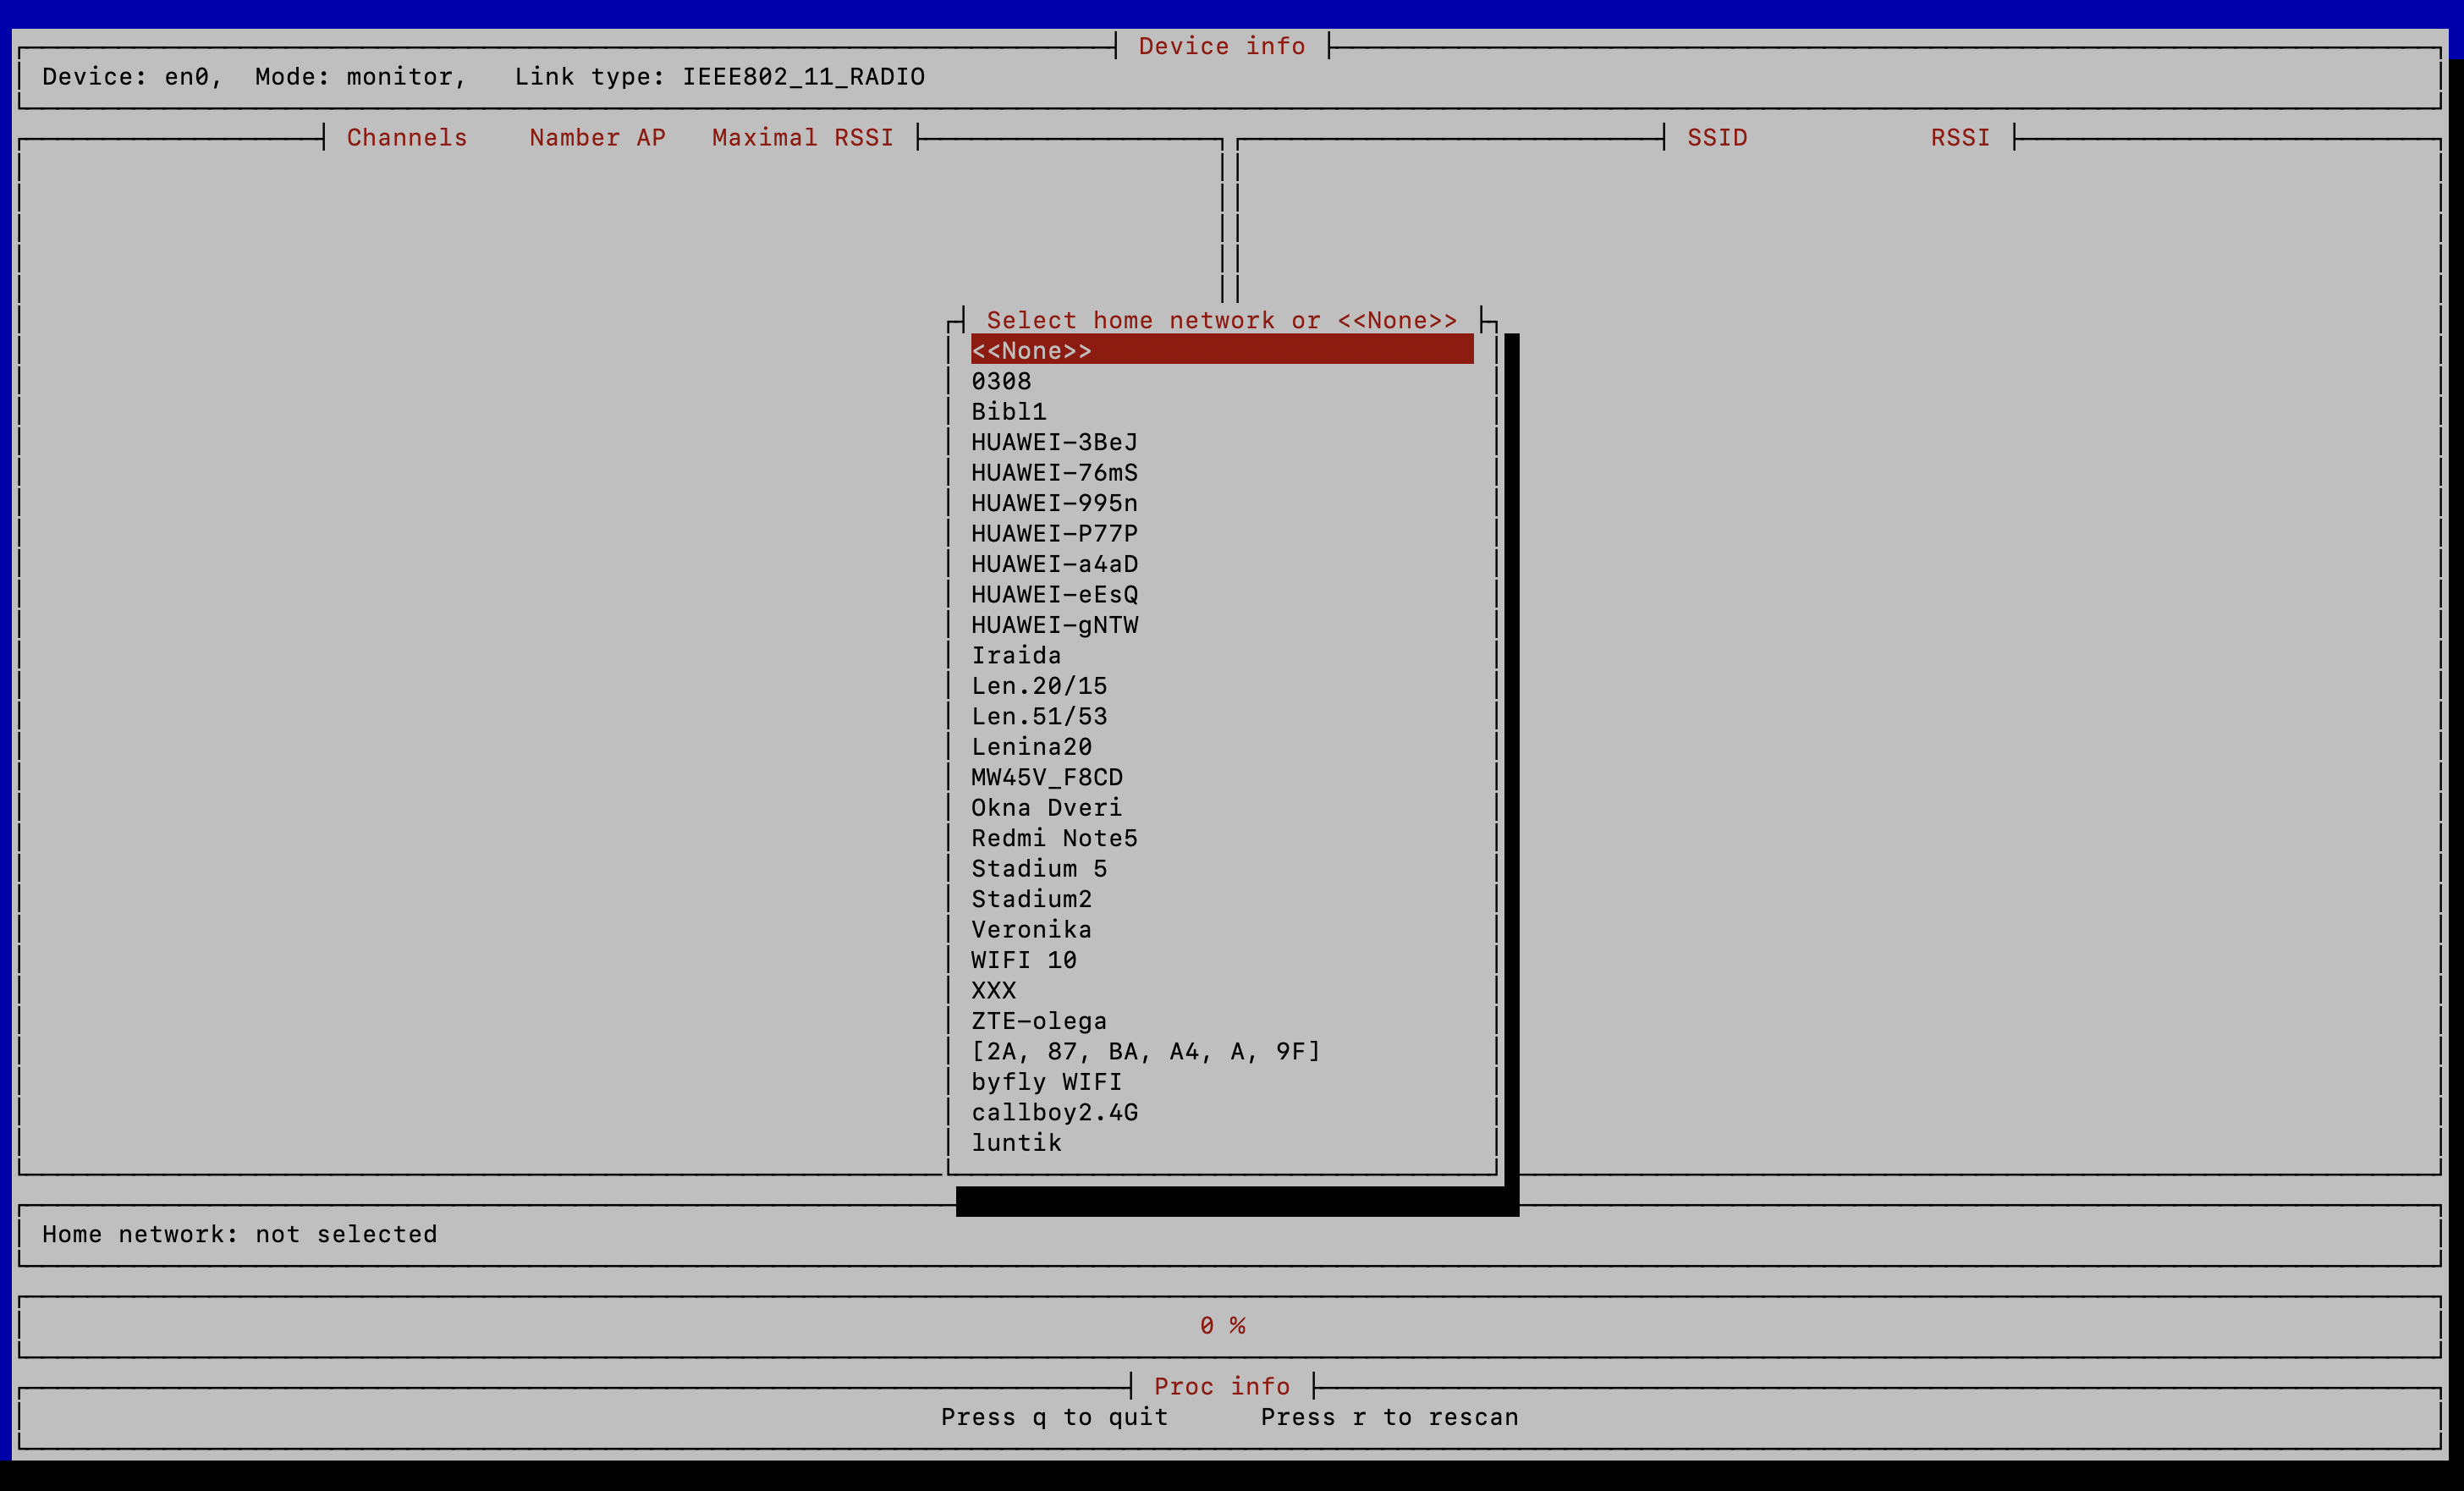 Device info
Device: en0, Mode: monitor, Link type: IEEE802_11_RADIO
Channels Namber AP Maximal RSSI
SSID RSSI
Select home network or <<None>>
<<None>>
0308
Bibl1
HUAWEI-3BeJ
HUAWEI-76mS
HUAWEI-995n
HUAWEI-P77P
HUAWEI-a4aD
HUAWEI-eEsQ
HUAWEI-gNTW
Iraida
Len.20/15
Len.51/53
Lenina20
MW45V_F8CD
Okna Dveri
Redmi Note5
Stadium 5
Stadium2
Veronika
WIFI 10
XXX
ZTE-olega
[2A, 87, BA, A4, A, 9F]
byfly WIFI
callboy2.4G
luntik
Home network: not selected
0 %
Proc info
Press q to quit Press r to rescan